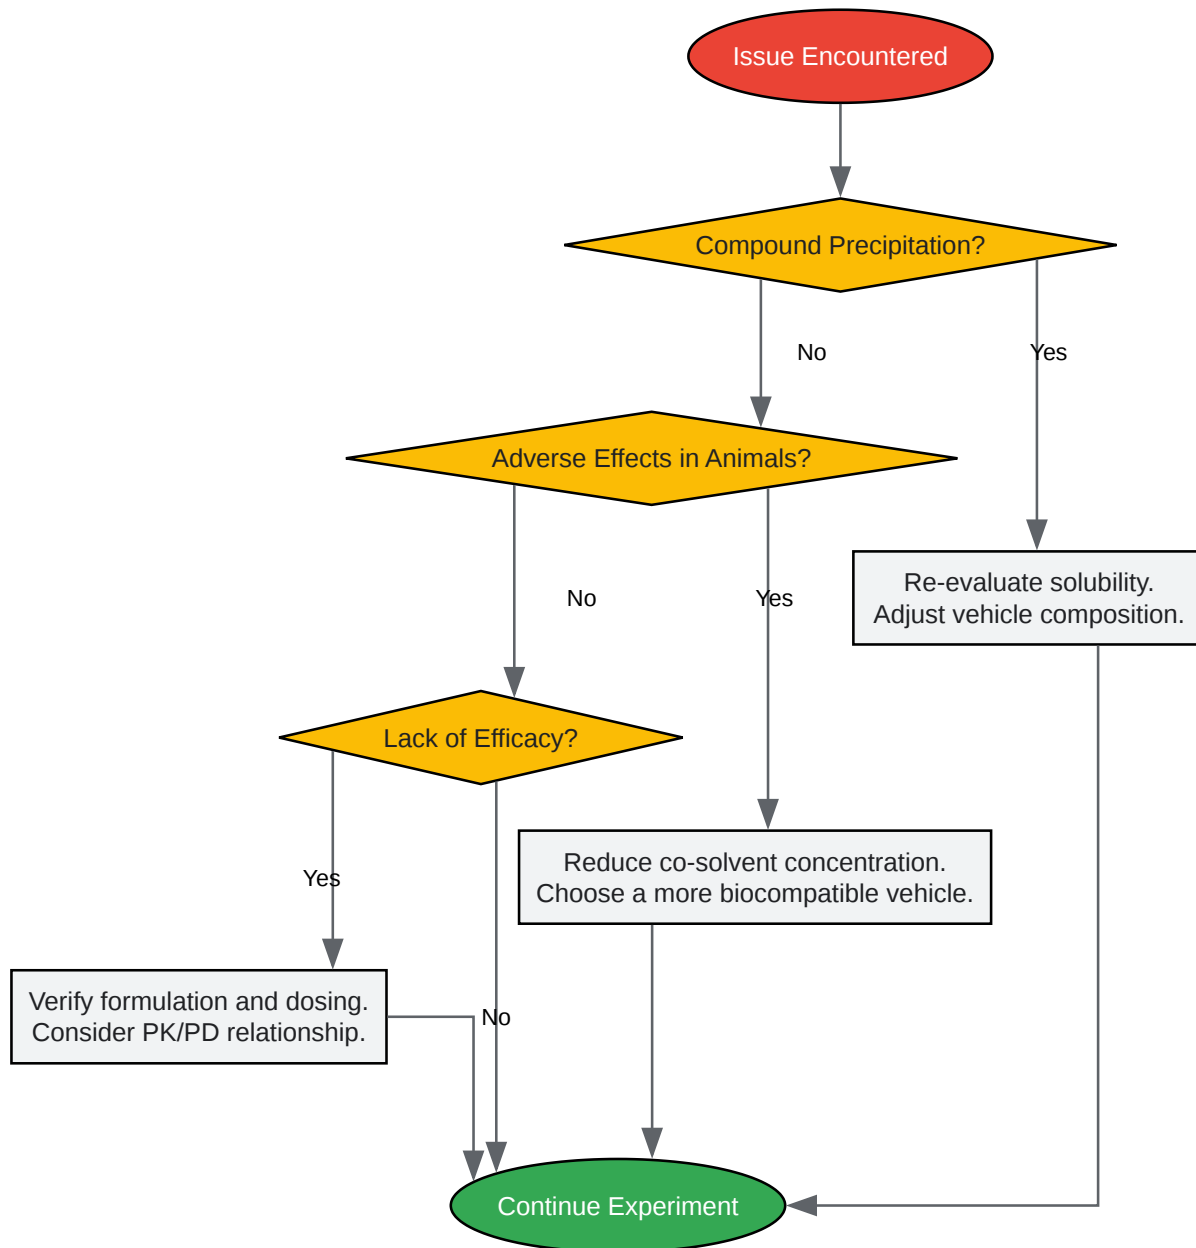 Issue Encountered
Compound Precipitation?
No
Yes
Adverse Effects in Animals?
No
Yes
Re-evaluate solubility.
Adjust vehicle composition.
Lack of Efficacy?
Yes
No
Reduce co-solvent concentration.
Choose a more biocompatible vehicle.
Verify formulation and dosing.
Consider PK/PD relationship.
Continue Experiment